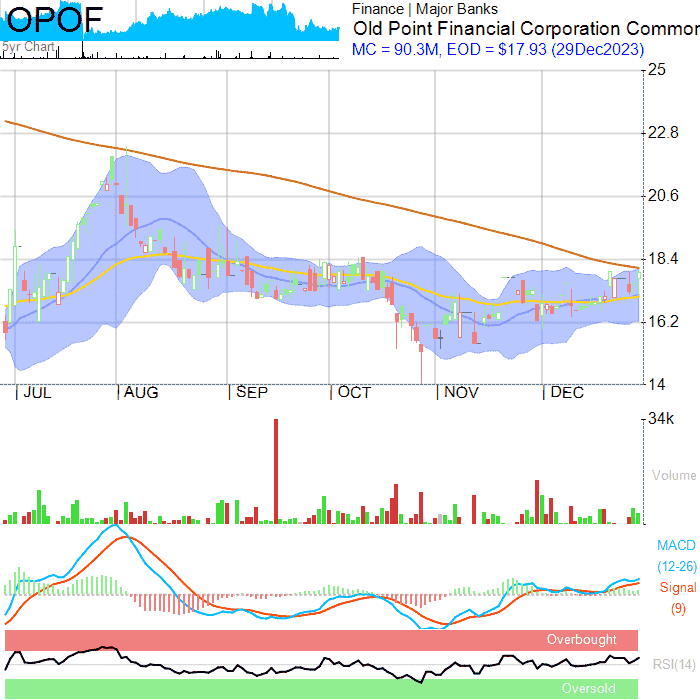 OPOF
5yr Chart
Finance | Major Banks
Old Point Financial Corporation Common
MC = 90.3M, EOD = $17.93 (29Dec2023)
25
22.8
20.6
18.4
16.2
14
JUL
AUG
SEP
OCT
NOV
DEC
34k
Volume
MACD
(12-26)
Signal
(9)
Overbought
RSI(14)
Oversold